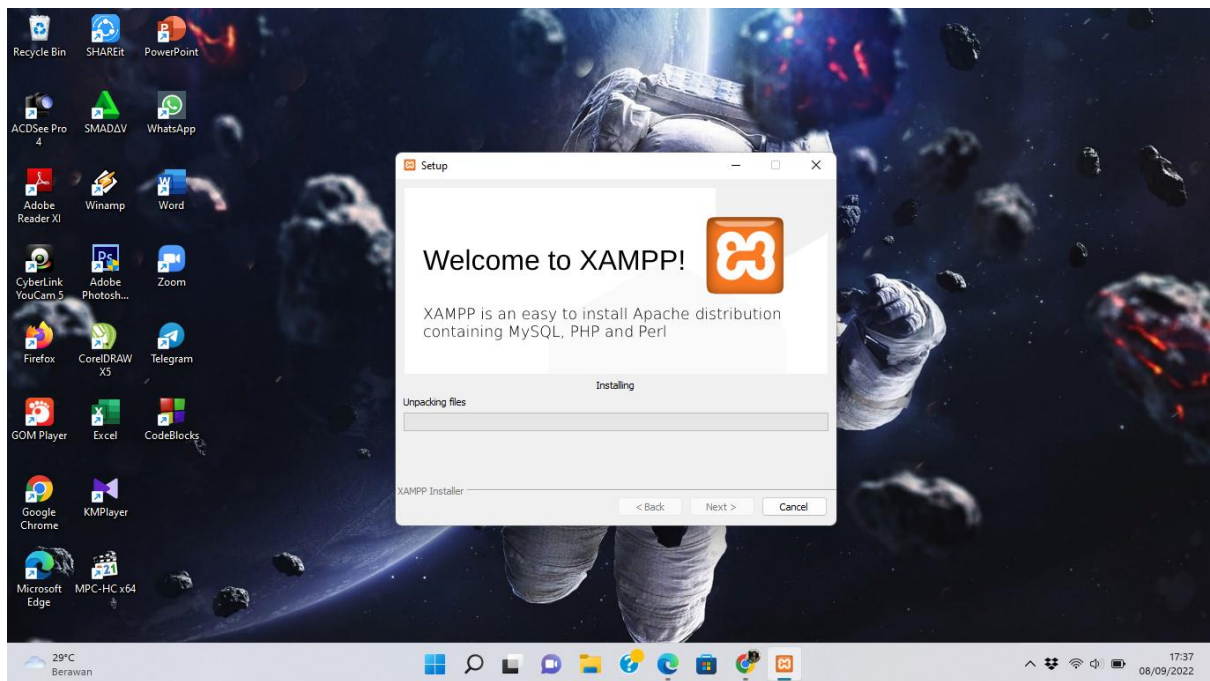 Recycle Bin
SHAREit
PowerPoint
ACDSee Pro
4
SMADΔV
WhatsApp
Adobe
Reader XI
Winamp
Word
CyberLink
YouCam 5
Adobe
Photosh...
Zoom
Firefox
CorelDRAW
X5
Telegram
GOM Player
Excel
CodeBlocks
Google
Chrome
KMPlayer
Microsoft
Edge
MPC-HC x64
Setup
Welcome to XAMPP!
XAMPP is an easy to install Apache distribution
containing MySQL, PHP and Perl
Installing
Unpacking files
XAMPP Installer
< Back
Next >
Cancel
29°C
Berawan
17:37
08/09/2022